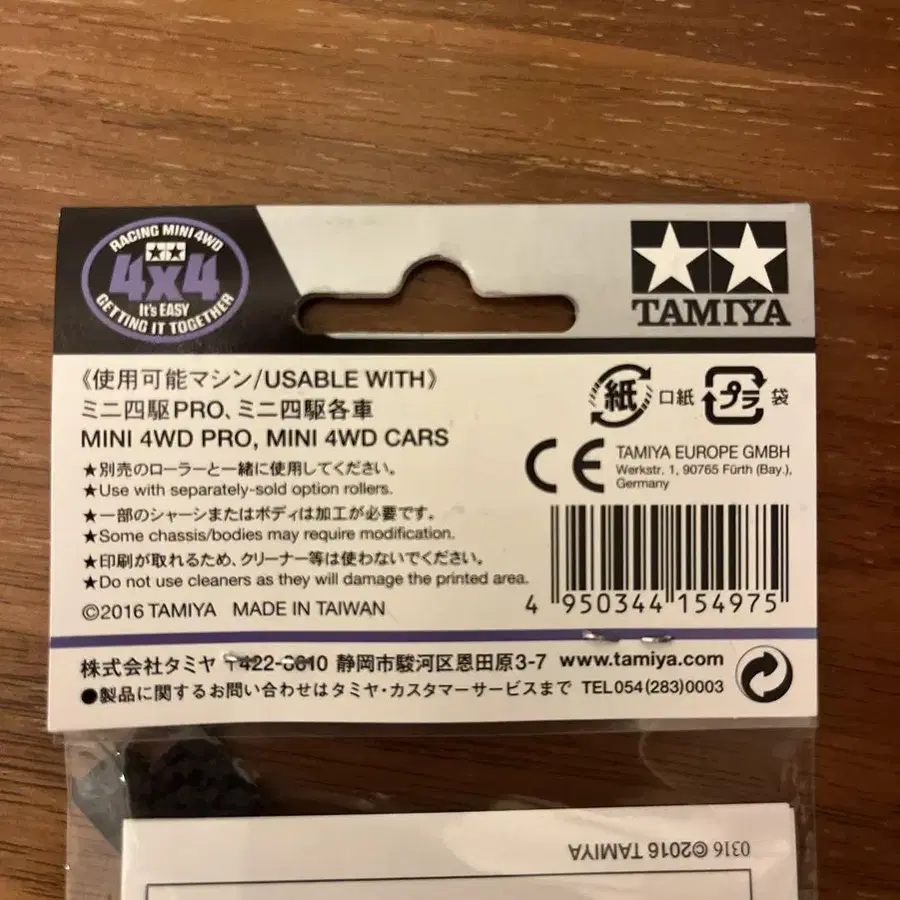 RACING MINI 4WD
4x4
It's EASY
GETTING IT TOGETHER
TAMIYA
《使用可能マシン/USABLE WITH》
ミニ四駆PRO、ミニ四駆各車
MINI 4WD PRO, MINI 4WD CARS
★別売のローラーと一緒に使用してください。
★Use with separately-sold option rollers.
★一部のシャーシまたはボディは加工が必要です。
★Some chassis/bodies may require modification.
★印刷が取れるため、クリーナー等は使わないでください。
★Do not use cleaners as they will damage the printed area.
©2016 TAMIYA MADE IN TAIWAN
紙 口紙 プラ 袋
CE
TAMIYA EUROPE GMBH
Werkstr. 1, 90765 Fürth (Bay.),
Germany
4 950344 154975
株式会社タミヤ 〒422-8610 静岡市駿河区恩田原3-7 www.tamiya.com
●製品に関するお問い合わせはタミヤ・カスタマーサービスまで TEL054(283)0003
0316 ©2016 TAMIYA